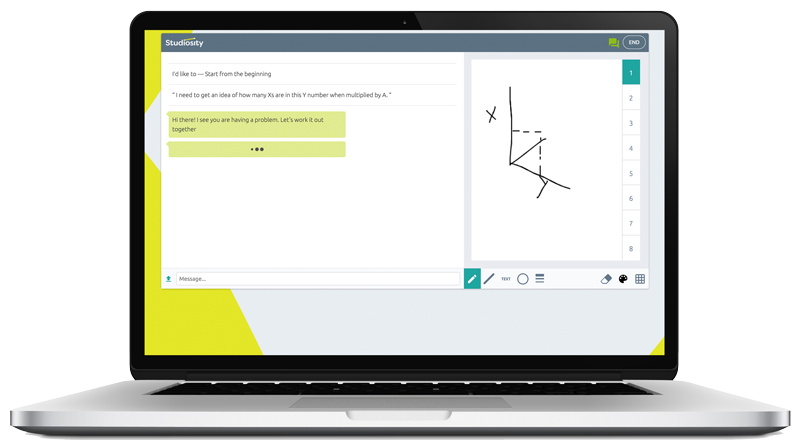 Studiosity
END
I'd like to — Start from the beginning
" I need to get an idea of how many Xs are in this Y number when multiplied by A. "
Hi there! I see you are having a problem. Let's work it out
together
X
Y
1
2
3
4
5
6
7
8
Message...
TEXT